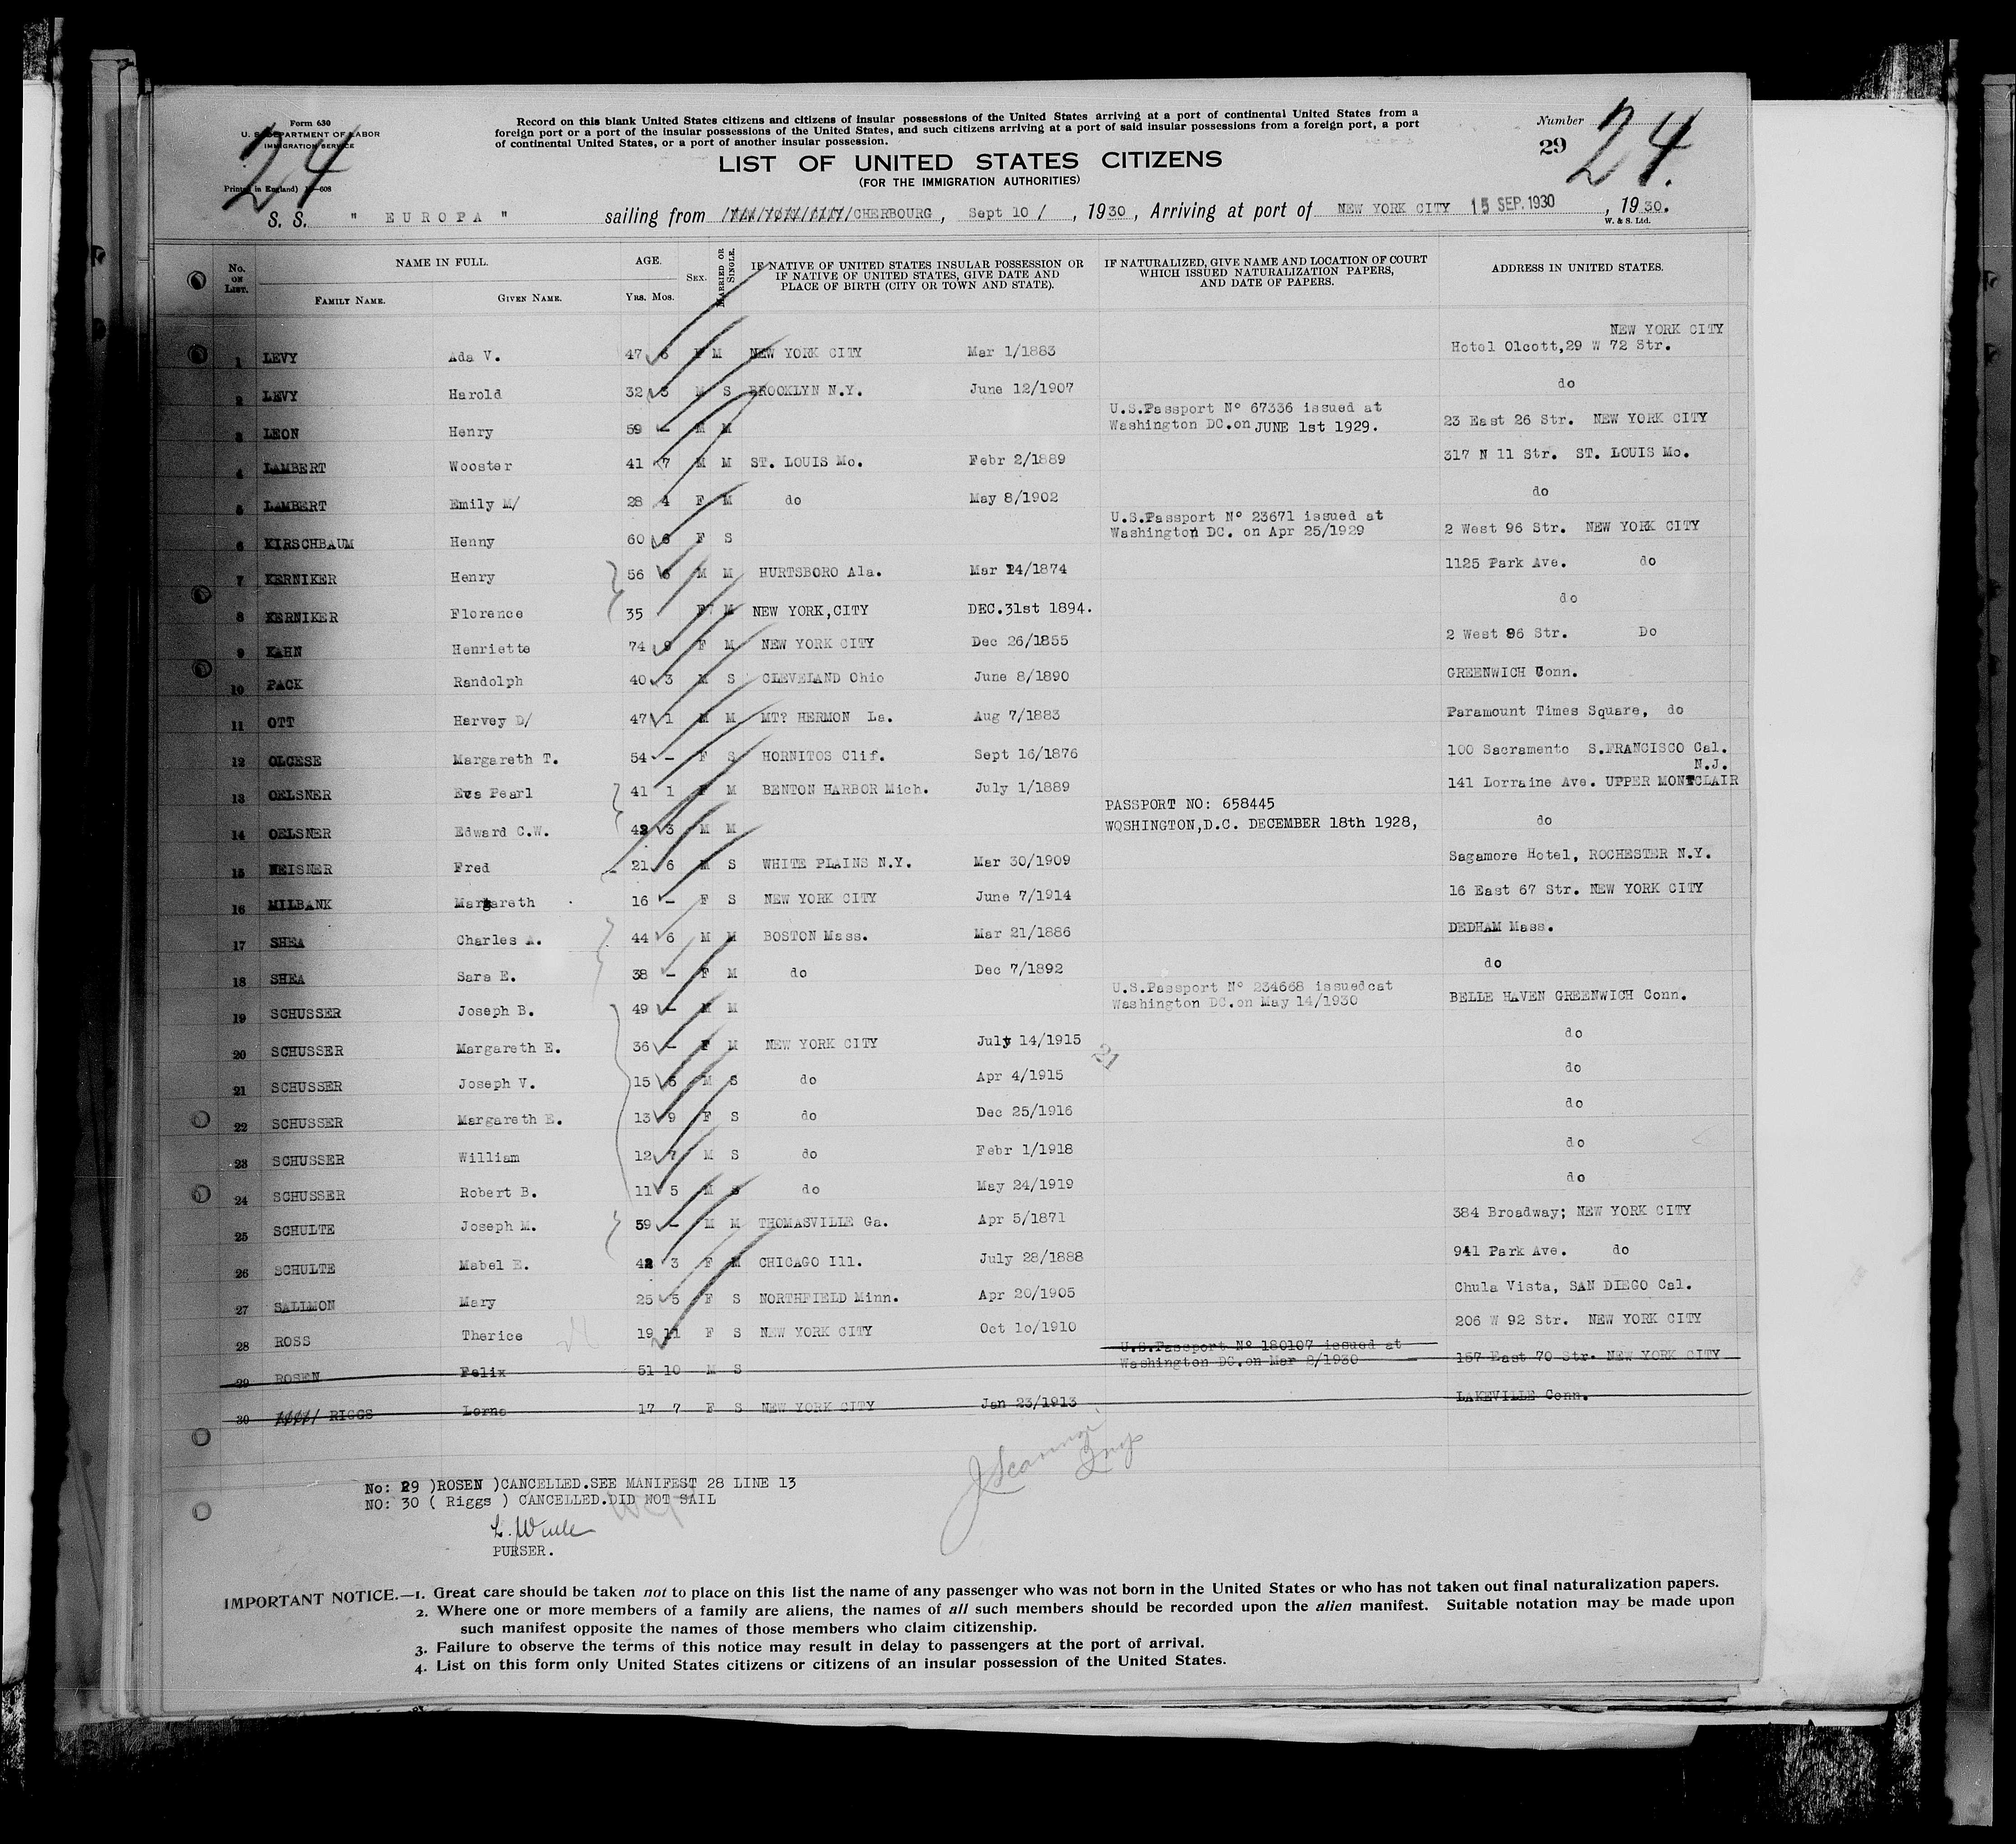 Form 630
U. S. DEPARTMENT OF LABOR
IMMIGRATION SERVICE
24
Printed in England) —608
Record on this blank United States citizens and citizens of insular possessions of the United States arriving at a port of continental United States from a
foreign port or a port of the insular possessions of the United States, and such citizens arriving at a port of said insular possessions from a foreign port, a port
of continental United States, or a port of another insular possession.
LIST OF UNITED STATES CITIZENS
(FOR THE IMMIGRATION AUTHORITIES)
Number
29
24.
S. S. " EUROPA " sailing from CHERBOURG, Sept 10 / , 1930, Arriving at port of NEW YORK CITY 15 SEP. 1930, 1930.
W. & S. Ltd.
No. ON LIST. NAME IN FULL. AGE. SEX. MARRIED OR SINGLE. IF NATIVE OF UNITED STATES INSULAR POSSESSION OR IF NATIVE OF UNITED STATES, GIVE DATE AND PLACE OF BIRTH (CITY OR TOWN AND STATE). IF NATURALIZED, GIVE NAME AND LOCATION OF COURT WHICH ISSUED NATURALIZATION PAPERS, AND DATE OF PAPERS. ADDRESS IN UNITED STATES.
FAMILY NAME. GIVEN NAME. YRS. MOS.
NEW YORK CITY
1 LEVY Ada V. 47 6 F M NEW YORK CITY Mar 1/1883 Hotel Olcott,29 W 72 Str.
2 LEVY Harold 32 3 M S BROOKLYN N.Y. June 12/1907 do
U.S.Passport Nº 67336 issued at
3 LEON Henry 59 - M M Washington DC.on JUNE 1st 1929. 23 East 26 Str. NEW YORK CITY
4 LAMBERT Wooster 41 7 M M ST. LOUIS Mo. Febr 2/1889 317 N 11 Str. ST. LOUIS Mo.
5 LAMBERT Emily M/ 28 4 F M do May 8/1902 do
U.S.Passport Nº 23671 issued at
6 KIRSCHBAUM Henny 60 6 F S Washington DC. on Apr 25/1929 2 West 96 Str. NEW YORK CITY
7 KERNIKER Henry 56 6 M M HURTSBORO Ala. Mar 14/1874 1125 Park Ave. do
8 KERNIKER Florence 35 F M NEW YORK,CITY DEC.31st 1894. do
9 KAHN Henriette 74 9 F M NEW YORK CITY Dec 26/1855 2 West 96 Str. Do
10 PACK Randolph 40 3 M S CLEVELAND Ohio June 8/1890 GREENWICH Conn.
11 OTT Harvey D/ 47 1 M M MT? HERMON La. Aug 7/1883 Paramount Times Square, do
12 OLCESE Margareth T. 54 - F S HORNITOS Clif. Sept 16/1876 100 Sacramento S.FRANCISCO Cal.
N.J.
13 OELSNER Eva Pearl 41 1 F M BENTON HARBOR Mich. July 1/1889 141 Lorraine Ave. UPPER MONTCLAIR
PASSPORT NO: 658445
14 OELSNER Edward C.W. 42 3 M M WQSHINGTON,D.C. DECEMBER 18th 1928, do
15 NEISNER Fred 21 6 M S WHITE PLAINS N.Y. Mar 30/1909 Sagamore Hotel, ROCHESTER N.Y.
16 MILBANK Margareth 16 - F S NEW YORK CITY June 7/1914 16 East 67 Str. NEW YORK CITY
17 SHEA Charles A. 44 6 M M BOSTON Mass. Mar 21/1886 DEDHAM Mass.
18 SHEA Sara E. 38 - F M do Dec 7/1892 do
U.S.Passport Nº 234668 issuedcat
19 SCHUSSER Joseph B. 49 - M M Washington DC.on May 14/1930 BELLE HAVEN GREENWICH Conn.
20 SCHUSSER Margareth E. 36 - F M NEW YORK CITY July 14/1915 do
21
21 SCHUSSER Joseph V. 15 5 M S do Apr 4/1915 do
22 SCHUSSER Margareth E. 13 9 F S do Dec 25/1916 do
23 SCHUSSER William 12 7 M S do Febr 1/1918 do
24 SCHUSSER Robert B. 11 5 M S do May 24/1919 do
25 SCHULTE Joseph M. 59 - M M THOMASVILLE Ga. Apr 5/1871 384 Broadway; NEW YORK CITY
26 SCHULTE Mabel E. 42 3 F M CHICAGO Ill. July 28/1888 941 Park Ave. do
27 SALLMON Mary 25 5 F S NORTHFIELD Minn. Apr 20/1905 Chula Vista, SAN DIEGO Cal.
28 ROSS Therice 19 11 F S NEW YORK CITY Oct 10/1910 206 W 92 Str. NEW YORK CITY
U.S.Passport Nº 180107 issued at
29 ROSEN Felix 51 10 M S Washington DC.on Mar 8/1930 157 East 70 Str. NEW YORK CITY
30 RIGGS Lorna 17 7 F S NEW YORK CITY Jan 23/1913 LAKEVILLE Conn.
No: 29 )ROSEN )CANCELLED.SEE MANIFEST 28 LINE 13
NO: 30 ( Riggs ) CANCELLED.DID NOT SAIL
PURSER.
IMPORTANT NOTICE.—1. Great care should be taken not to place on this list the name of any passenger who was not born in the United States or who has not taken out final naturalization papers.
2. Where one or more members of a family are aliens, the names of all such members should be recorded upon the alien manifest. Suitable notation may be made upon
such manifest opposite the names of those members who claim citizenship.
3. Failure to observe the terms of this notice may result in delay to passengers at the port of arrival.
4. List on this form only United States citizens or citizens of an insular possession of the United States.